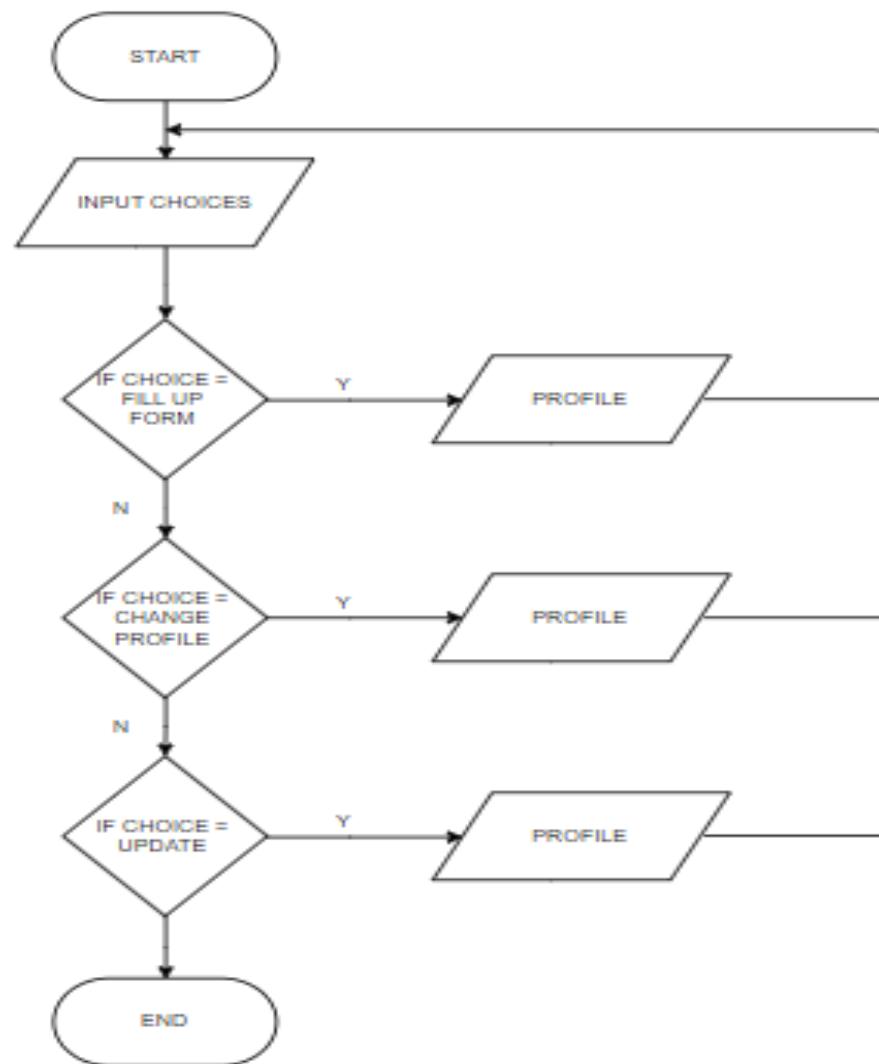 START
INPUT CHOICES
IF CHOICE =
FILL UP
FORM
Y
PROFILE
N
IF CHOICE =
CHANGE
PROFILE
Y
PROFILE
N
IF CHOICE =
UPDATE
Y
PROFILE
END